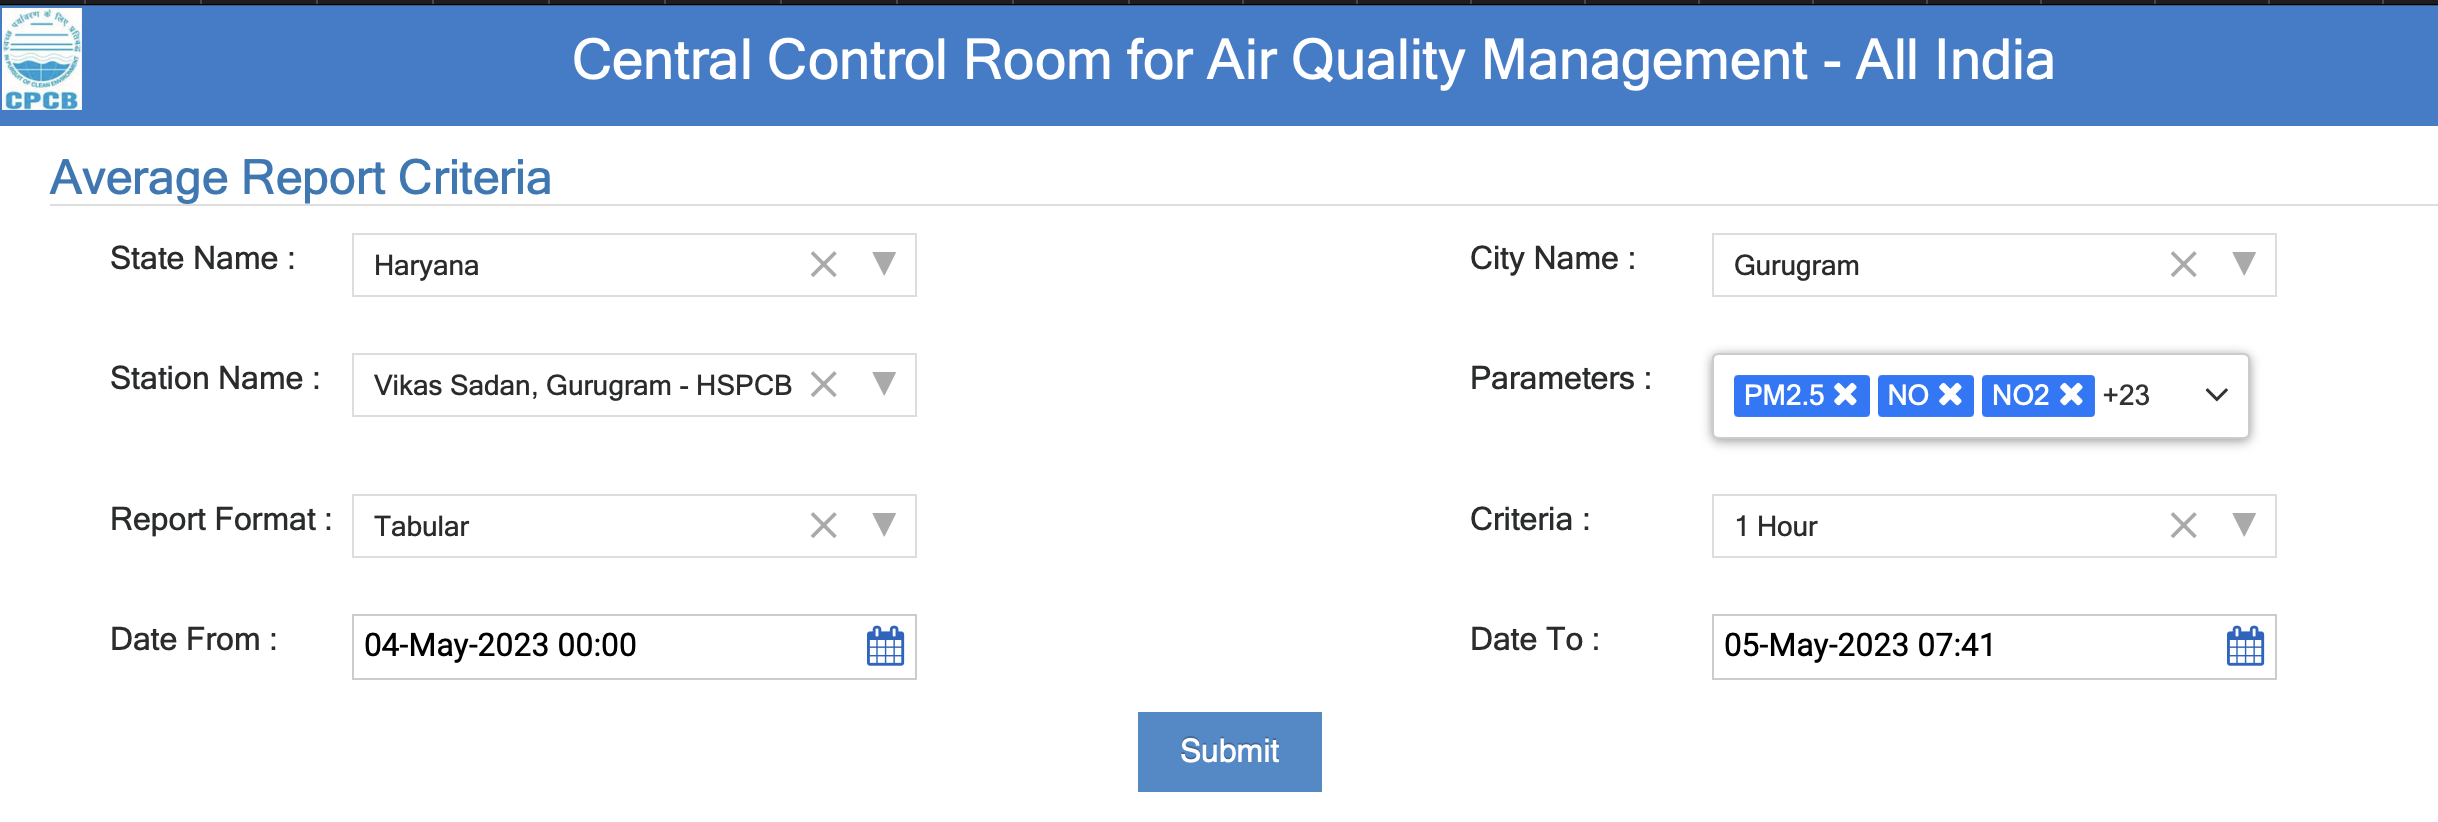 CPCB
Central Control Room for Air Quality Management - All India
Average Report Criteria
State Name :
Haryana
City Name :
Gurugram
Station Name :
Vikas Sadan, Gurugram - HSPCB
Parameters :
PM2.5 NO NO2 +23
Report Format :
Tabular
Criteria :
1 Hour
Date From :
04-May-2023 00:00
Date To :
05-May-2023 07:41
Submit